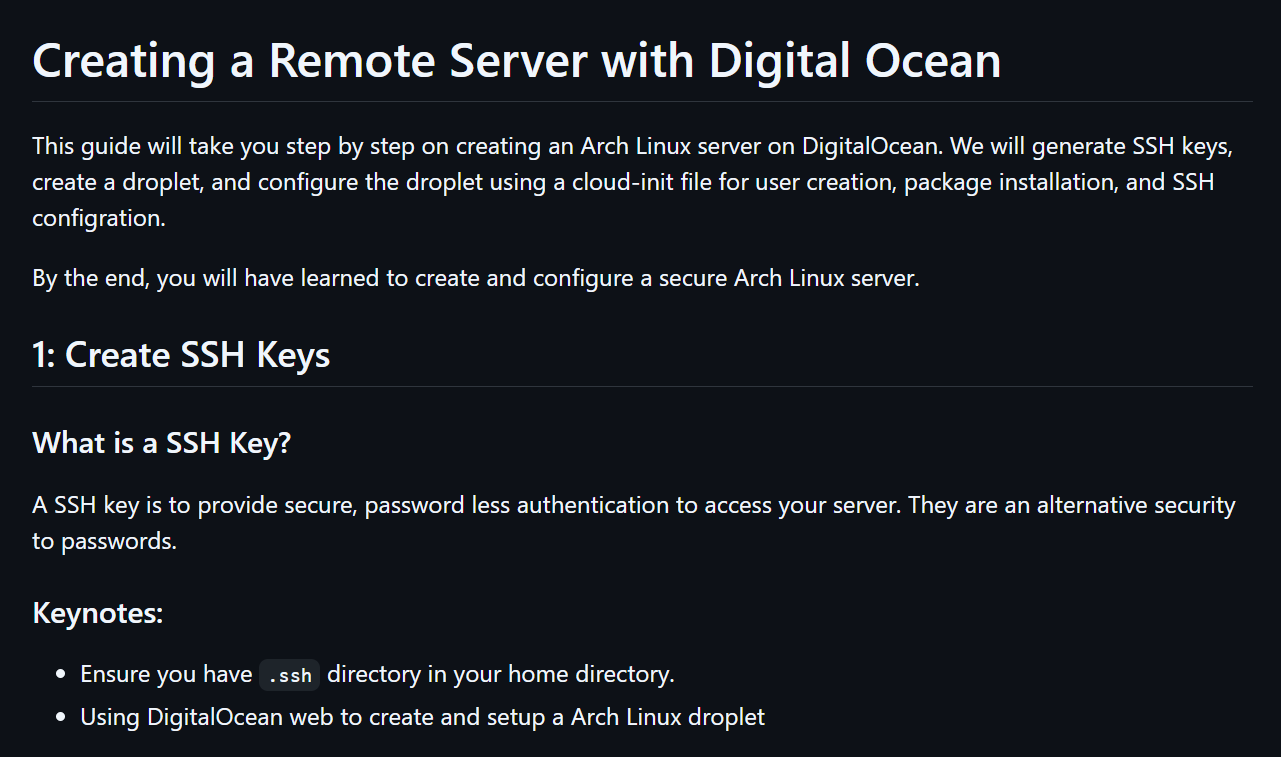 Creating a Remote Server with Digital Ocean
This guide will take you step by step on creating an Arch Linux server on DigitalOcean. We will generate SSH keys,
create a droplet, and configure the droplet using a cloud-init file for user creation, package installation, and SSH
configration.
By the end, you will have learned to create and configure a secure Arch Linux server.
1: Create SSH Keys
What is a SSH Key?
A SSH key is to provide secure, password less authentication to access your server. They are an alternative security
to passwords.
Keynotes:
• Ensure you have .ssh directory in your home directory.
• Using DigitalOcean web to create and setup a Arch Linux droplet